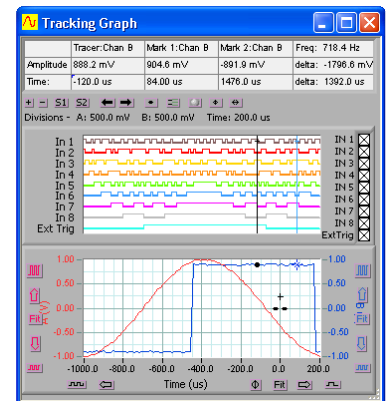 Tracking Graph
Tracer:Chan B Mark 1:Chan B Mark 2:Chan B Freq: 718.4 Hz
Amplitude 888.2 mV 904.6 mV -891.9 mV delta: -1796.6 mV
Time: -120.0 us 84.00 us 1476.0 us delta: 1392.0 us
+ - S1 S2
Divisions - A: 500.0 mV B: 500.0 mV Time: 200.0 us
In 1 IN 1
In 2 IN 2
In 3 IN 3
In 4 IN 4
In 5 IN 5
In 6 IN 6
In 7 IN 7
In 8 IN 8
Ext Trig ExtTrig
1.00 1.00
0.50 0.50
Fit A (V) 0.00 0.00 Fit
-0.50 -0.50
-1.00 -1.00
-1000.0 -800.0 -600.0 -400.0 -200.0 0.0 200.0
Time (us) Fit